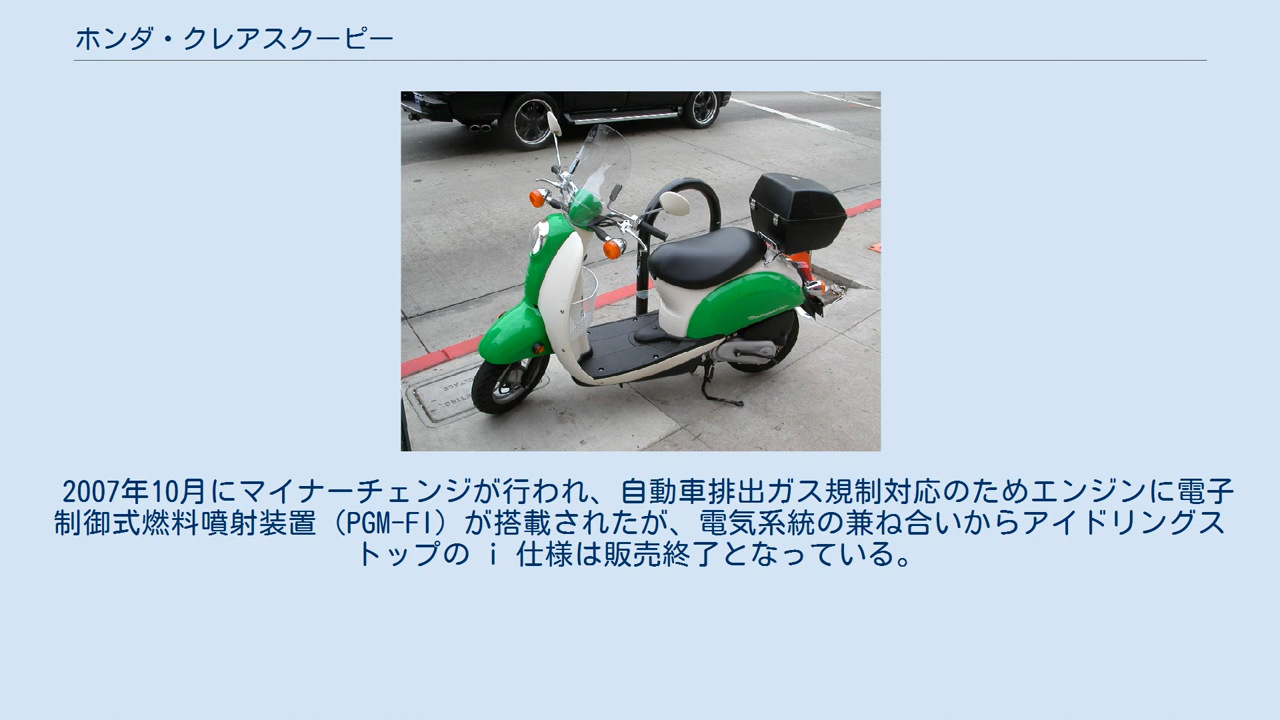 ホンダ・クレアスクーピー
2007年10月にマイナーチェンジが行われ、自動車排出ガス規制対応のためエンジンに電子
制御式燃料噴射装置（PGM-FI）が搭載されたが、電気系統の兼ね合いからアイドリングス
トップの i 仕様は販売終了となっている。